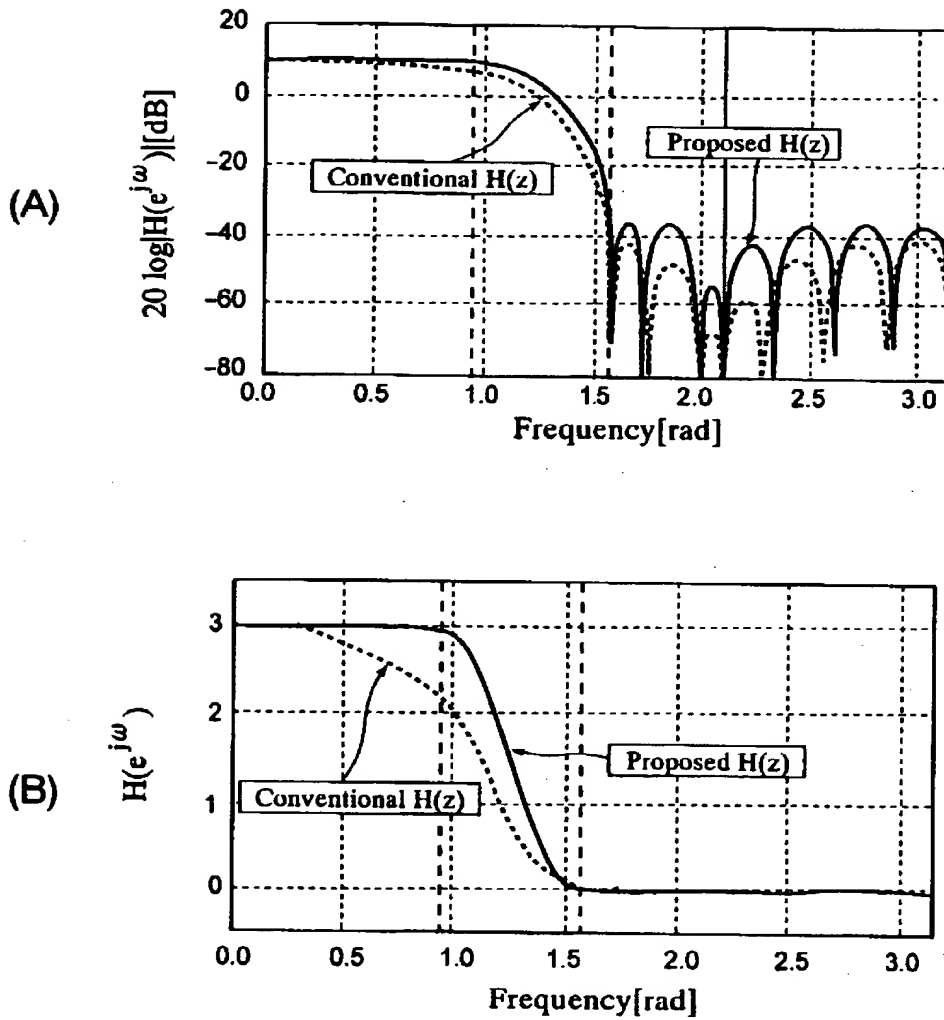 (A)
20 log|H(e^jω)|[dB]
20
0
−20
−40
−60
−80
Conventional H(z)
Proposed H(z)
0.0 0.5 1.0 1.5 2.0 2.5 3.0
Frequency[rad]
(B)
H(e^jω)
3
2
1
0
Conventional H(z)
Proposed H(z)
0.0 0.5 1.0 1.5 2.0 2.5 3.0
Frequency[rad]